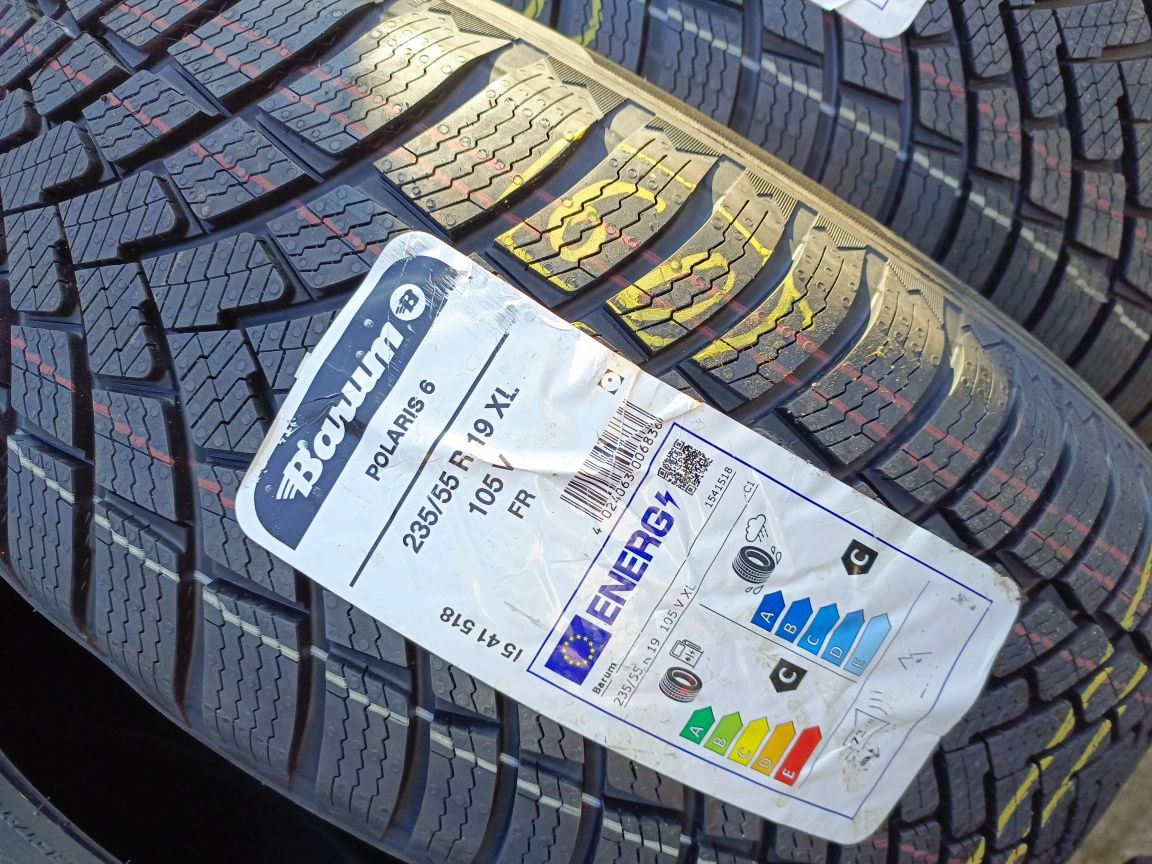 Barum B
POLARIS 6
235/55 R 19 XL
105 V
FR
15 41 518
4 024063 006836
ENERG
1541518
Barum
235/55 R 19 105 V XL
C1
C
A
B
C
D
E
C
A
B
C
D
E